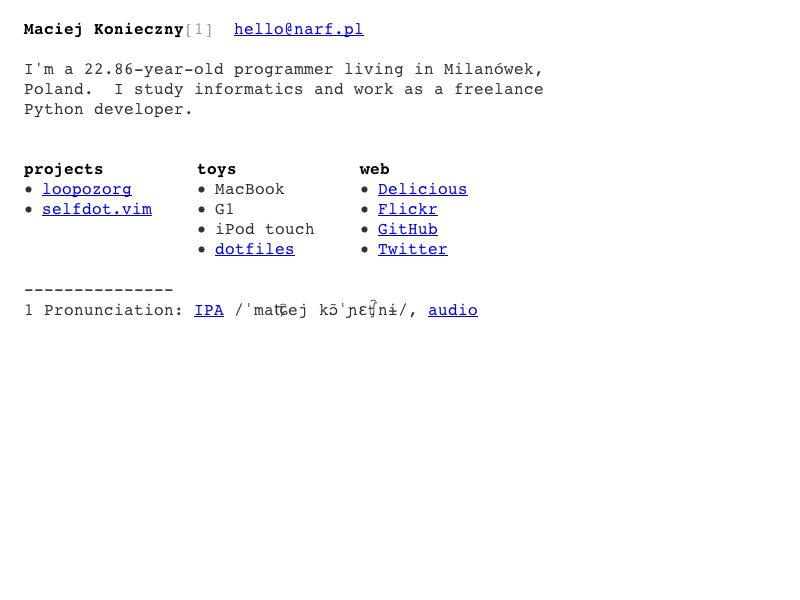 Maciej Konieczny[1] hello@narf.pl
I'm a 22.86-year-old programmer living in Milanówek,
Poland. I study informatics and work as a freelance
Python developer.
projects
• loopozorg
• selfdot.vim
toys
• MacBook
• G1
• iPod touch
• dotfiles
web
• Delicious
• Flickr
• GitHub
• Twitter
---------------
1 Pronunciation: IPA /ˈmat͡ɕej kɔ̃ˈɲɛt͡ʃnɨ/, audio